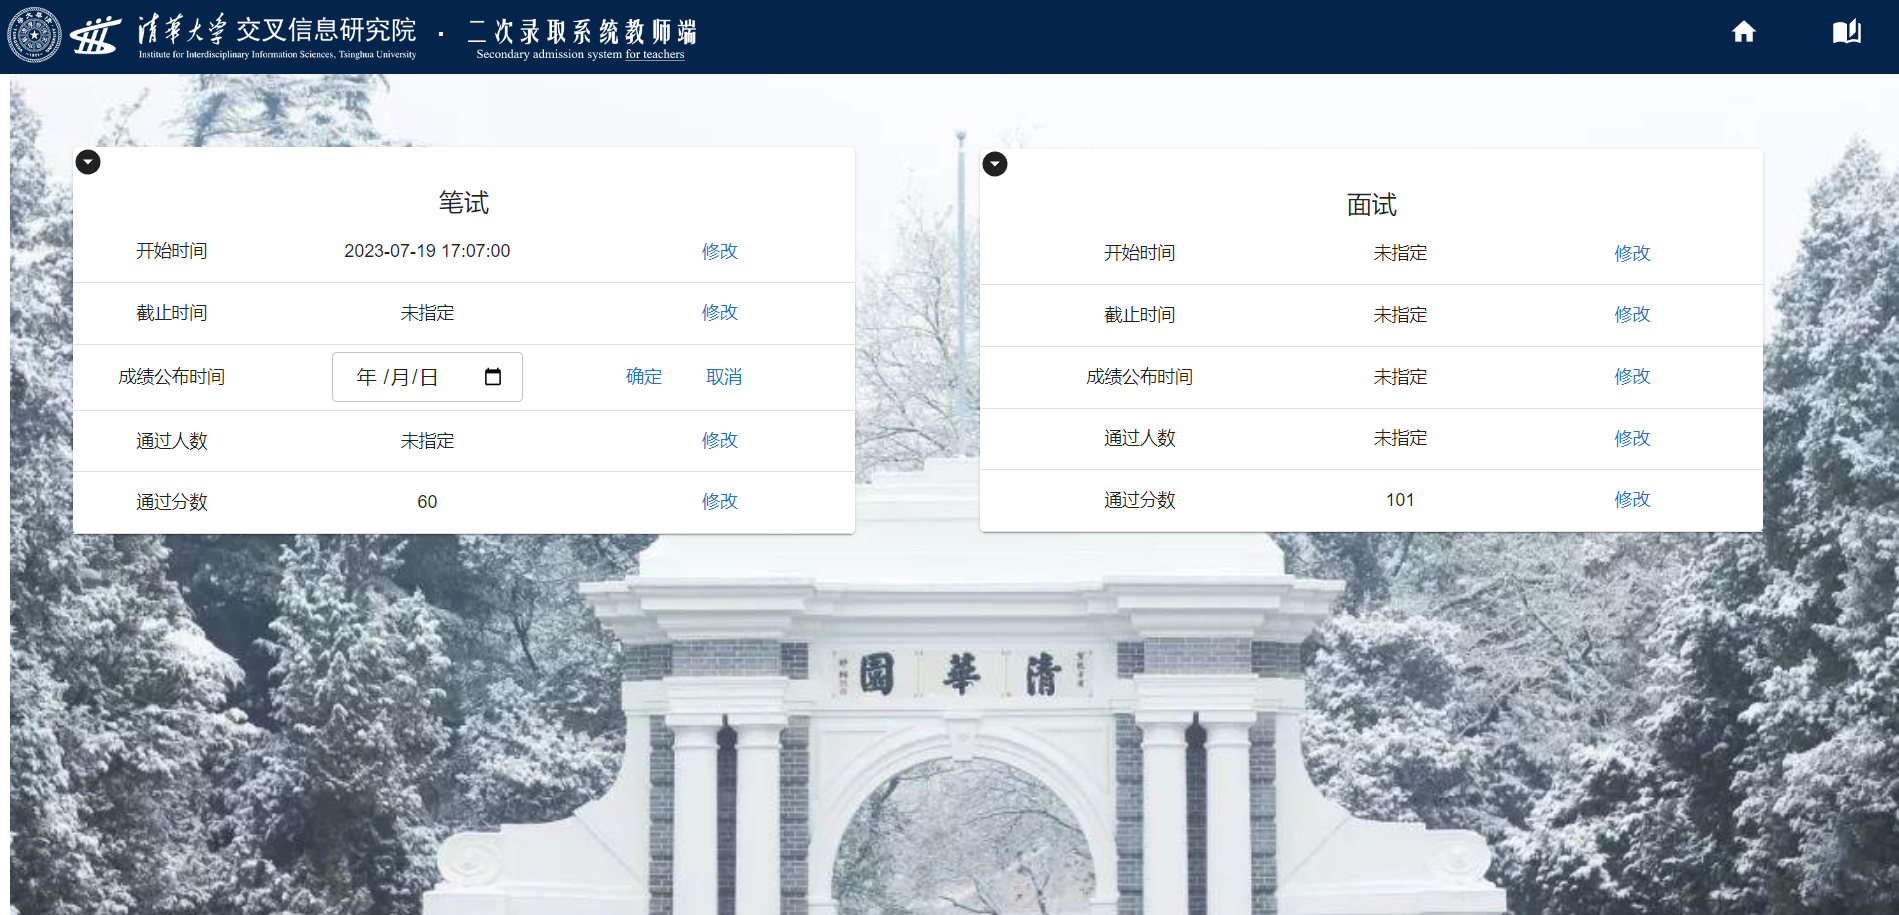 清华大学 交叉信息研究院 · 二次录取系统教师端
Institute for Interdisciplinary Information Sciences, Tsinghua University
Secondary admission system for teachers
笔试
开始时间 2023-07-19 17:07:00 修改
截止时间 未指定 修改
成绩公布时间 年 /月/日 确定 取消
通过人数 未指定 修改
通过分数 60 修改
面试
开始时间 未指定 修改
截止时间 未指定 修改
成绩公布时间 未指定 修改
通过人数 未指定 修改
通过分数 101 修改
園 華 清